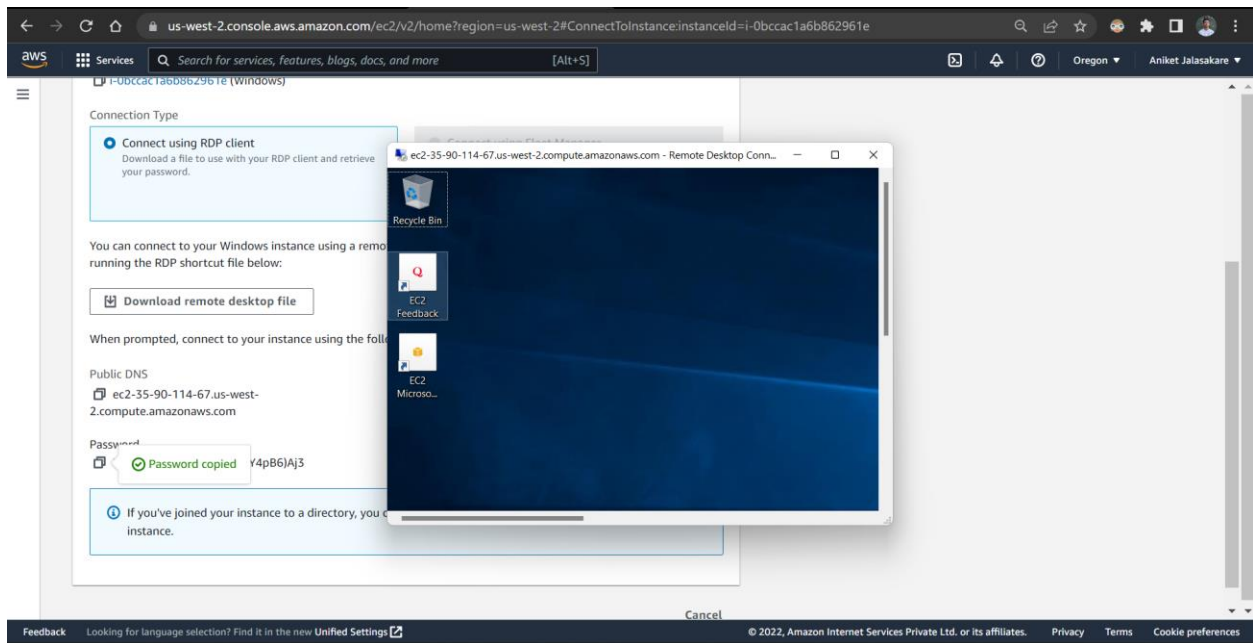 us-west-2.console.aws.amazon.com/ec2/v2/home?region=us-west-2#ConnectToInstance:instanceId=i-0bccac1a6b862961e
aws
Services
Search for services, features, blogs, docs, and more
[Alt+S]
Oregon
Aniket Jalasakare
i-0bccac1a6b862961e (Windows)
Connection Type
Connect using RDP client
Download a file to use with your RDP client and retrieve
your password.
Connect using Fleet Manager
You can connect to your Windows instance using a remo
running the RDP shortcut file below:
Download remote desktop file
When prompted, connect to your instance using the follo
Public DNS
ec2-35-90-114-67.us-west-
2.compute.amazonaws.com
Password
Password copied
Y4pB6)Aj3
If you've joined your instance to a directory, you c
instance.
Cancel
ec2-35-90-114-67.us-west-2.compute.amazonaws.com - Remote Desktop Conn...
Recycle Bin
EC2
Feedback
EC2
Microso...
Feedback
Looking for language selection? Find it in the new Unified Settings
© 2022, Amazon Internet Services Private Ltd. or its affiliates.
Privacy
Terms
Cookie preferences